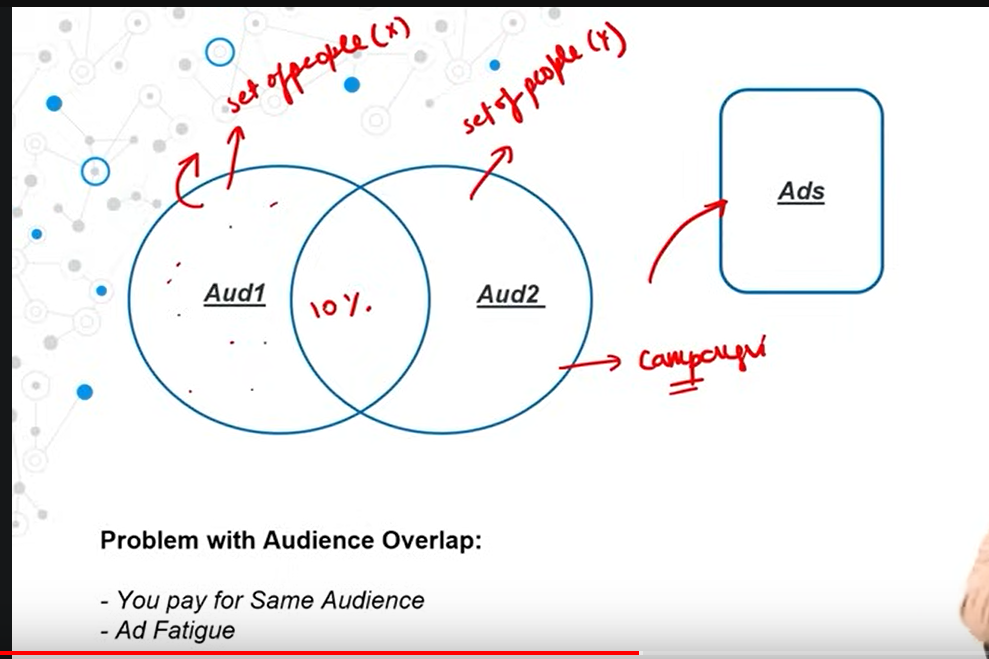 set of people (x)
set of people (Y)
Ads
Aud1
10%.
Aud2
Problem with Audience Overlap:
- You pay for Same Audience
- Ad Fatigue